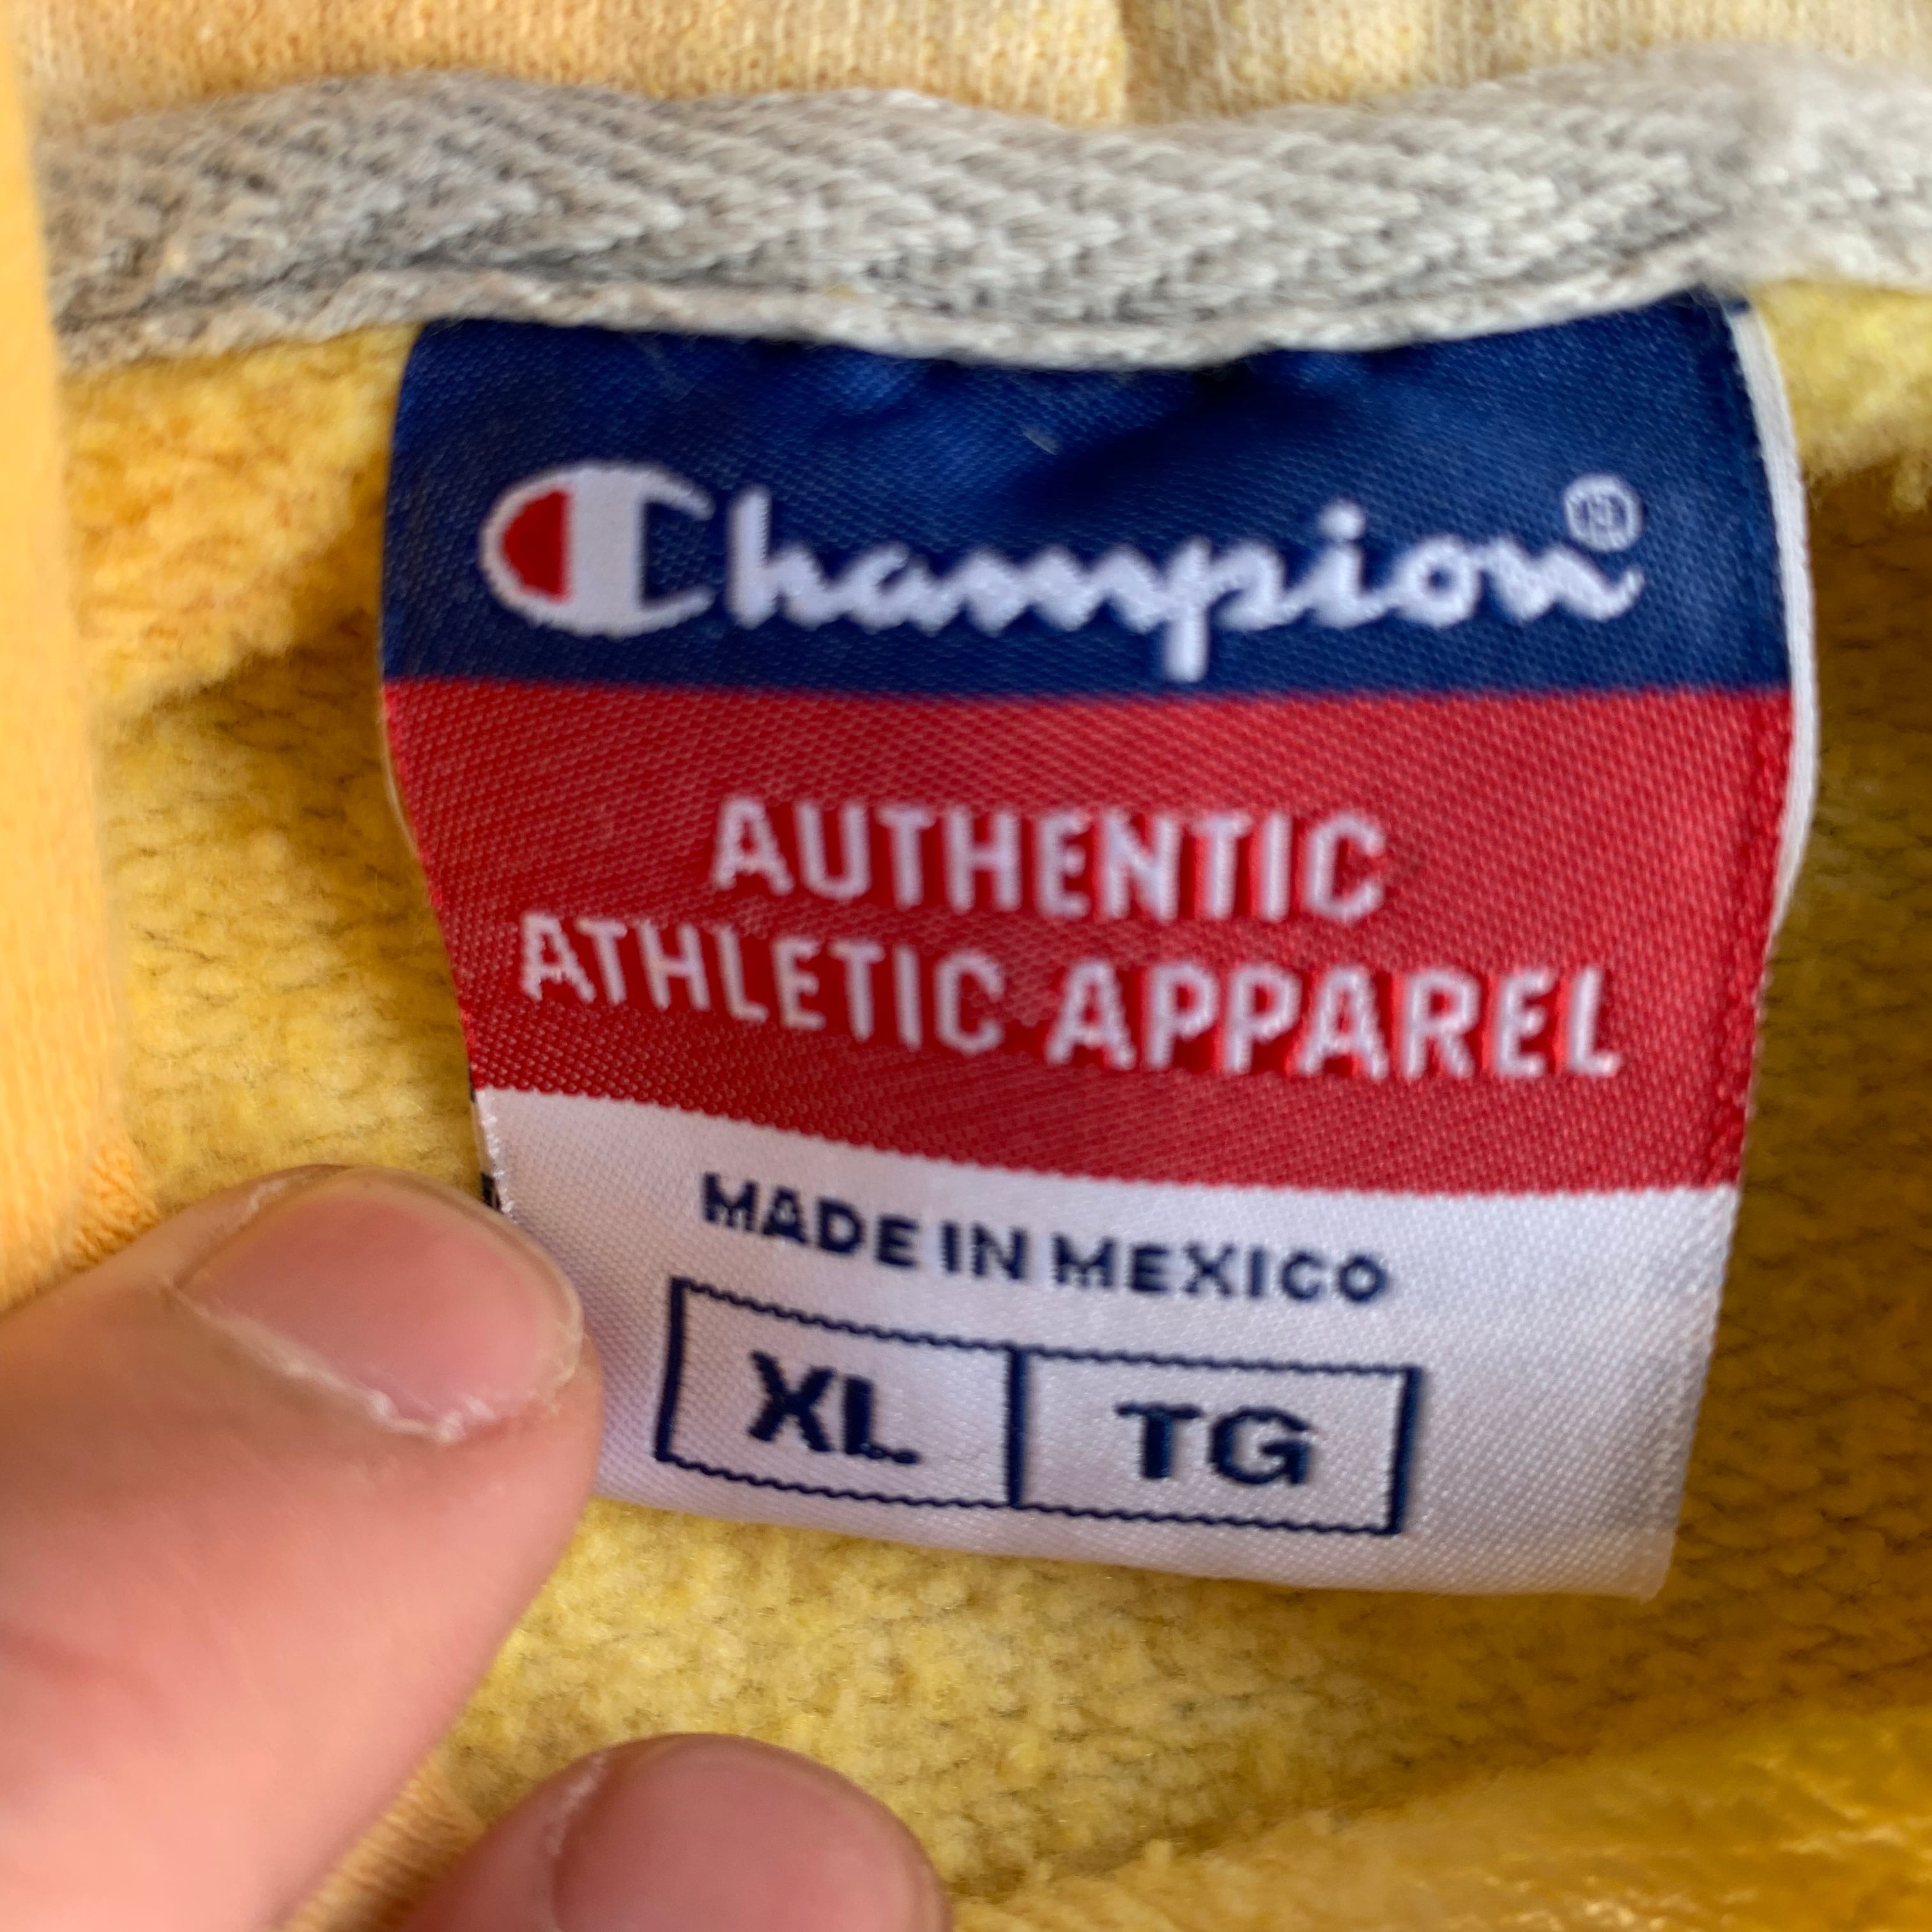 Champion®
AUTHENTIC
ATHLETIC APPAREL
MADE IN MEXICO
XL TG